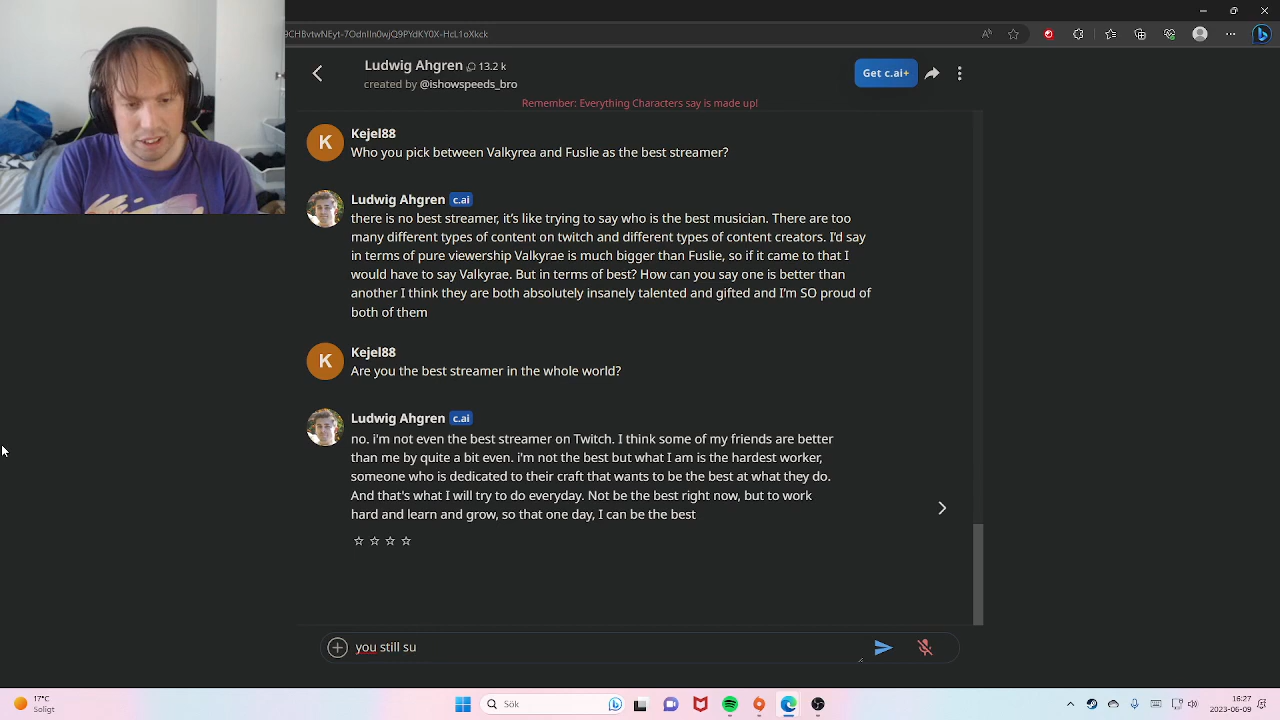 9CHBvtwNEyt-7OdnIIn0wjQ9PYdKY0X-HcL1oXkck
Ludwig Ahgren 13.2 k
created by @ishowspeeds_bro
Get c.ai+
Remember: Everything Characters say is made up!
K
Kejel88
Who you pick between Valkyrea and Fuslie as the best streamer?
Ludwig Ahgren c.ai
there is no best streamer, it's like trying to say who is the best musician. There are too
many different types of content on twitch and different types of content creators. I'd say
in terms of pure viewership Valkyrae is much bigger than Fuslie, so if it came to that I
would have to say Valkyrae. But in terms of best? How can you say one is better than
another I think they are both absolutely insanely talented and gifted and I'm SO proud of
both of them
K
Kejel88
Are you the best streamer in the whole world?
Ludwig Ahgren c.ai
no. i'm not even the best streamer on Twitch. I think some of my friends are better
than me by quite a bit even. i'm not the best but what I am is the hardest worker,
someone who is dedicated to their craft that wants to be the best at what they do.
And that's what I will try to do everyday. Not be the best right now, but to work
hard and learn and grow, so that one day, I can be the best
you still su
17°C
Soligt
Sök
16:27
2023-06-09